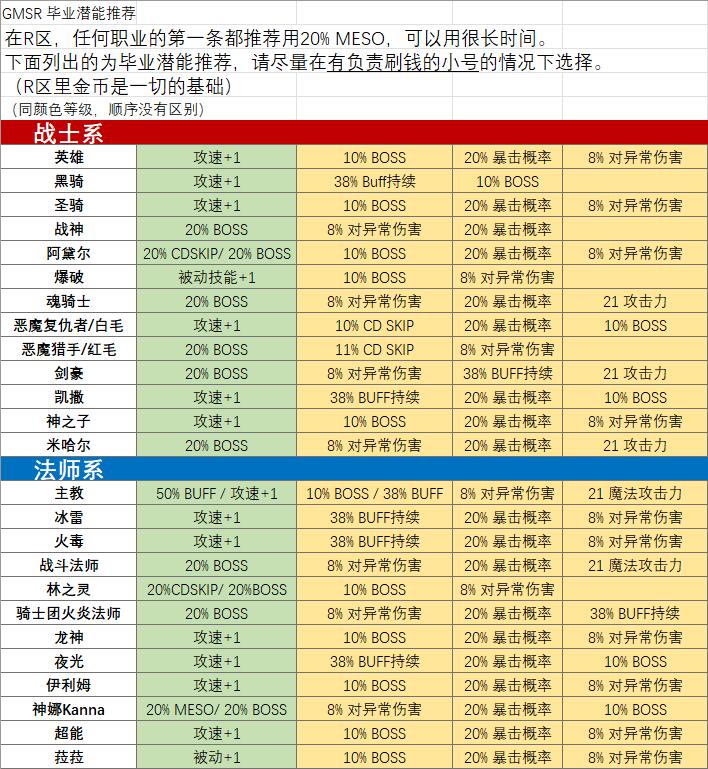 GMSR 毕业潜能推荐
在R区，任何职业的第一条都推荐用20% MESO，可以用很长时间。
下面列出的为毕业潜能推荐，请尽量在有负责刷钱的小号的情况下选择。
（R区里金币是一切的基础）
（同颜色等级，顺序没有区别）
战士系
英雄 攻速+1 10% BOSS 20% 暴击概率 8% 对异常伤害
黑骑 攻速+1 38% Buff持续 10% BOSS
圣骑 攻速+1 10% BOSS 20% 暴击概率 8% 对异常伤害
战神 20% BOSS 8% 对异常伤害 20% 暴击概率
阿黛尔 20% CDSKIP/ 20% BOSS 10% BOSS 20% 暴击概率 8% 对异常伤害
爆破 被动技能+1 10% BOSS 8% 对异常伤害
魂骑士 20% BOSS 8% 对异常伤害 20% 暴击概率 21 攻击力
恶魔复仇者/白毛 攻速+1 10% CD SKIP 20% 暴击概率 10% BOSS
恶魔猎手/红毛 20% BOSS 11% CD SKIP 8% 对异常伤害
剑豪 20% BOSS 8% 对异常伤害 38% BUFF持续 21 攻击力
凯撒 攻速+1 38% BUFF持续 20% 暴击概率 10% BOSS
神之子 攻速+1 10% BOSS 20% 暴击概率 8% 对异常伤害
米哈尔 20% BOSS 8% 对异常伤害 20% 暴击概率 21 攻击力
法师系
主教 50% BUFF / 攻速+1 10% BOSS / 38% BUFF 8% 对异常伤害 21 魔法攻击力
冰雷 攻速+1 38% BUFF持续 20% 暴击概率 8% 对异常伤害
火毒 攻速+1 38% BUFF持续 20% 暴击概率 8% 对异常伤害
战斗法师 20% BOSS 8% 对异常伤害 20% 暴击概率 21 魔法攻击力
林之灵 20%CDSKIP/ 20%BOSS 10% BOSS 8% 对异常伤害
骑士团火炎法师 20% BOSS 8% 对异常伤害 20% 暴击概率 38% BUFF持续
龙神 攻速+1 10% BOSS 20% 暴击概率 8% 对异常伤害
夜光 攻速+1 38% BUFF持续 20% 暴击概率 10% BOSS
伊利姆 攻速+1 10% BOSS 20% 暴击概率 8% 对异常伤害
神娜Kanna 20% MESO/ 20% BOSS 8% 对异常伤害 20% 暴击概率 10% BOSS
超能 攻速+1 10% BOSS 20% 暴击概率 8% 对异常伤害
菈菈 被动+1 10% BOSS 20% 暴击概率 8% 对异常伤害